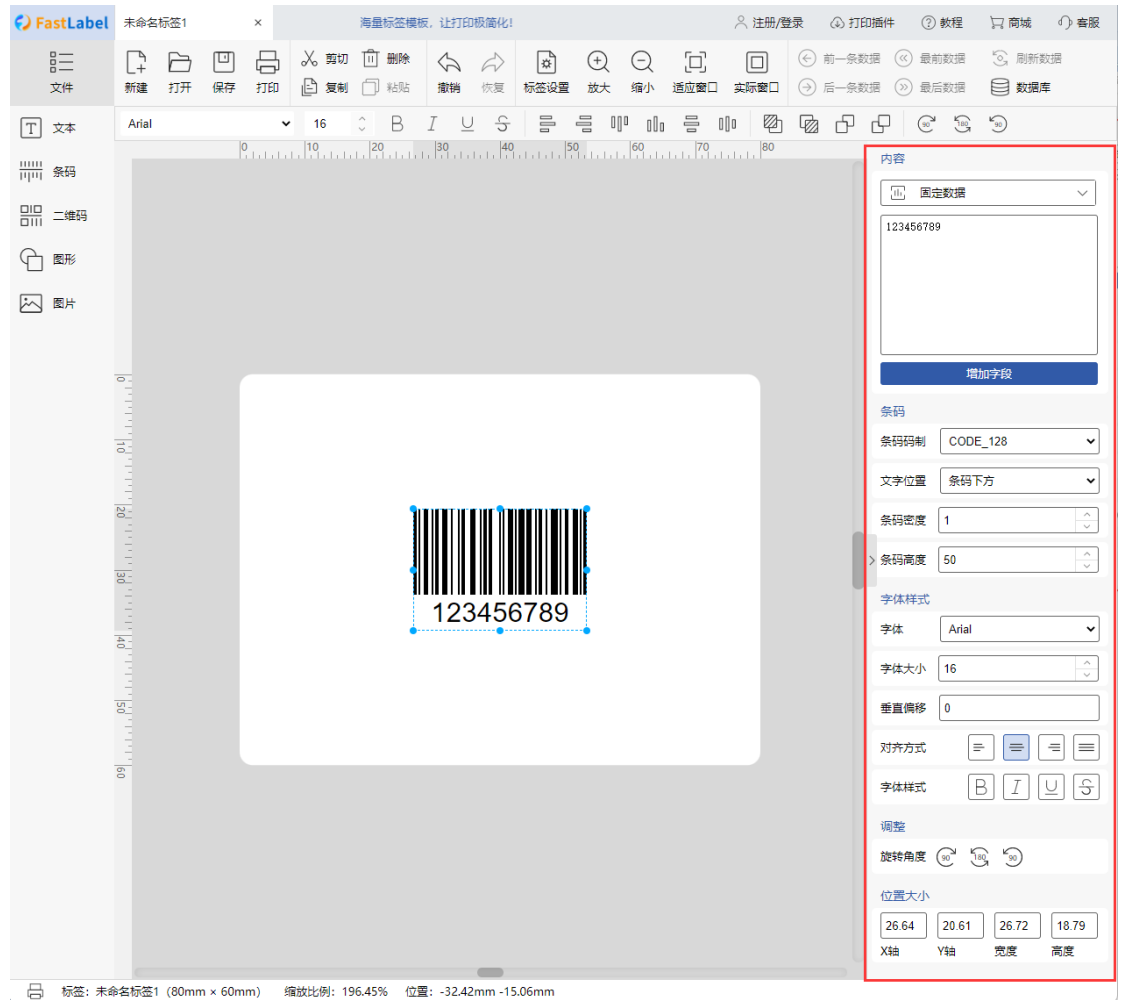 FastLabel 未命名标签1 × 海量标签模板，让打印极简化! 注册/登录 打印插件 教程 商城 客服
文件 新建 打开 保存 打印 剪切 删除 复制 粘贴 撤销 恢复 标签设置 放大 缩小 适应窗口 实际窗口 前一条数据 最前数据 刷新数据 后一条数据 最后数据 数据库
Arial 16 B I U S 90 180 90
文本
条码
二维码
图形
图片
0 10 20 30 40 50 60 70 80
0
10
20
30
40
50
60
123456789
内容
固定数据
123456789
增加字段
条码
条码码制 CODE_128
文字位置 条码下方
条码密度 1
条码高度 50
字体样式
字体 Arial
字体大小 16
垂直偏移 0
对齐方式
字体样式 B I U S
调整
旋转角度 90 180 90
位置大小
26.64 20.61 26.72 18.79
X轴 Y轴 宽度 高度
标签：未命名标签1（80mm × 60mm） 缩放比例：196.45% 位置：-32.42mm -15.06mm